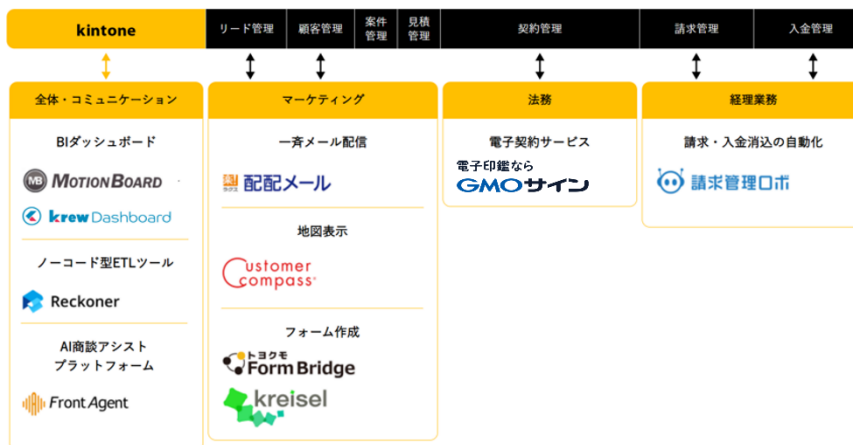 kintone
リード管理
顧客管理
案件
管理
見積
管理
契約管理
請求管理
入金管理
全体・コミュニケーション
BIダッシュボード
MB MOTIONBOARD
krew Dashboard
ノーコード型ETLツール
Reckoner
AI商談アシスト
プラットフォーム
Front Agent
マーケティング
一斉メール配信
配配メール
地図表示
Customer
compass
フォーム作成
トヨクモ
FormBridge
kreisel
法務
電子契約サービス
電子印鑑なら
GMOサイン
経理業務
請求・入金消込の自動化
請求管理ロボ